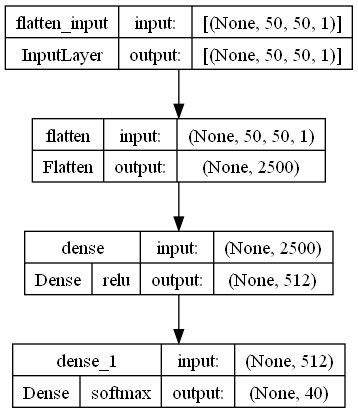 flatten_input input: [(None, 50, 50, 1)]
InputLayer output: [(None, 50, 50, 1)]
flatten input: (None, 50, 50, 1)
Flatten output: (None, 2500)
dense input: (None, 2500)
Dense relu output: (None, 512)
dense_1 input: (None, 512)
Dense softmax output: (None, 40)